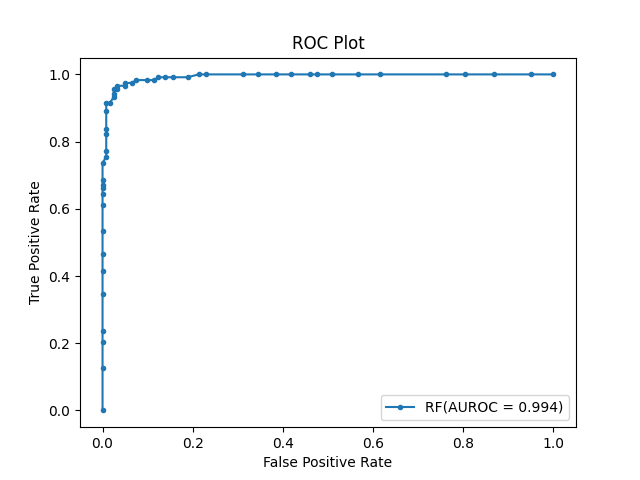 ROC Plot
True Positive Rate
1.0
0.8
0.6
0.4
0.2
0.0
RF(AUROC = 0.994)
0.0 0.2 0.4 0.6 0.8 1.0
False Positive Rate